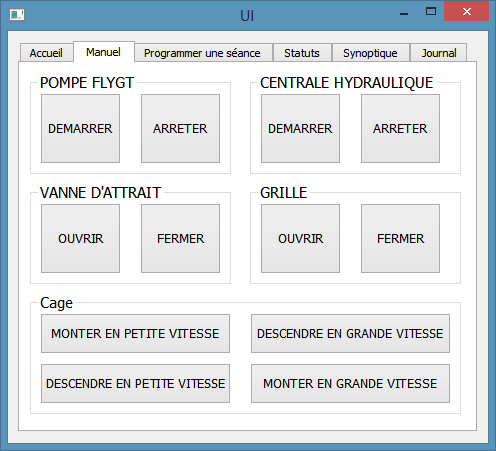 UI
Accueil Manuel Programmer une séance Statuts Synoptique Journal
POMPE FLYGT CENTRALE HYDRAULIQUE
DEMARRER ARRETER DEMARRER ARRETER
VANNE D'ATTRAIT GRILLE
OUVRIR FERMER OUVRIR FERMER
Cage
MONTER EN PETITE VITESSE DESCENDRE EN GRANDE VITESSE
DESCENDRE EN PETITE VITESSE MONTER EN GRANDE VITESSE